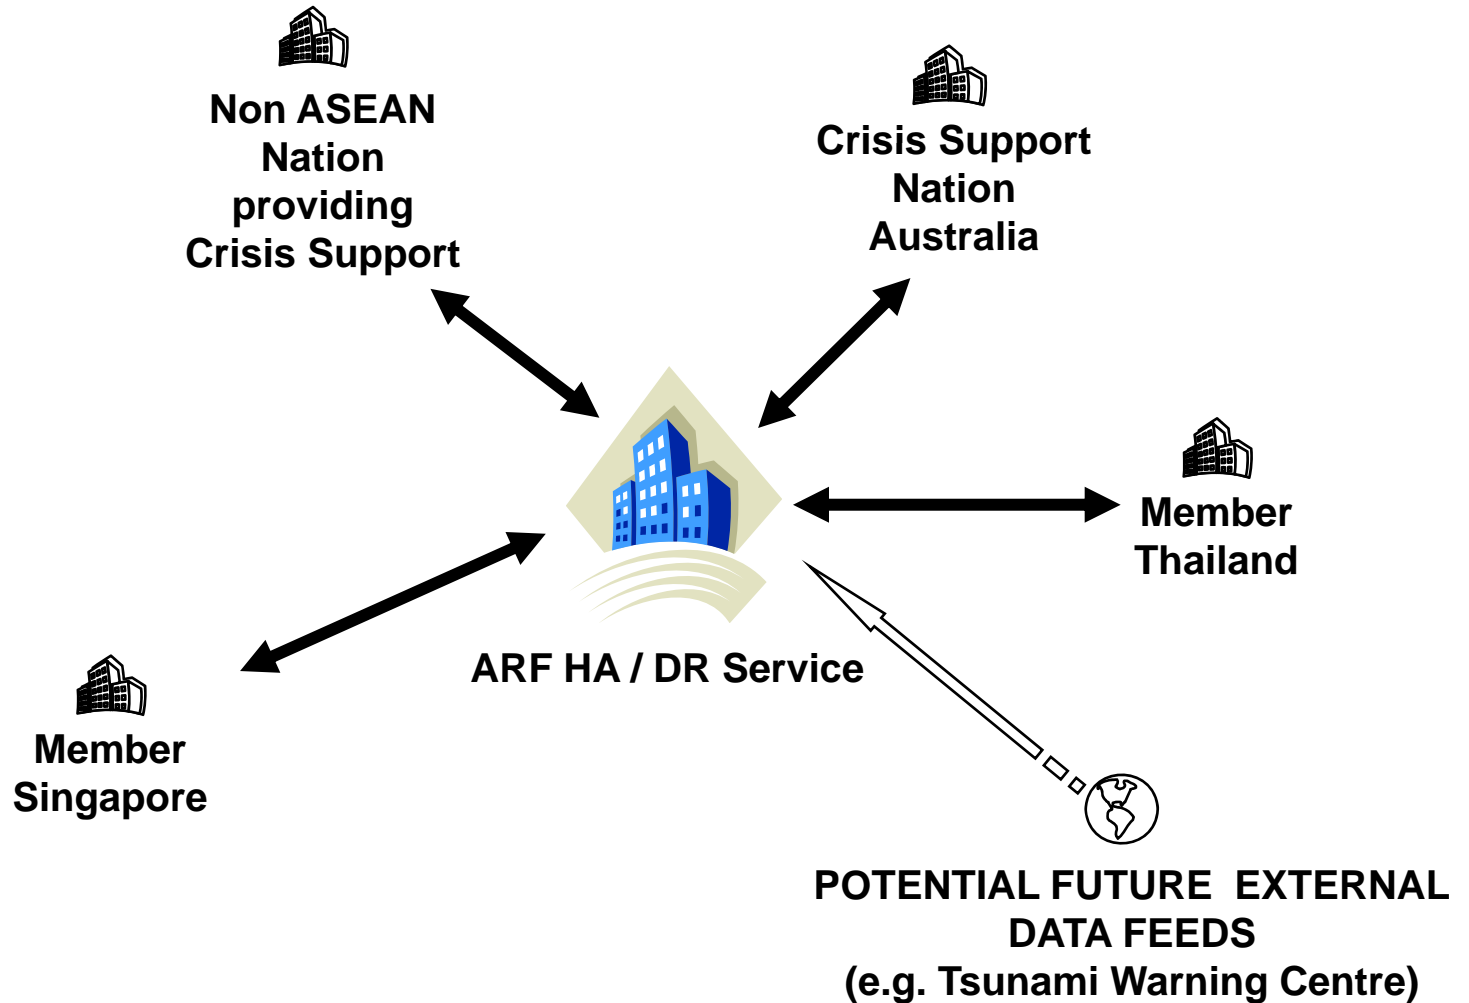 Non ASEAN
Nation
providing
Crisis Support
Crisis Support
Nation
Australia
Member
Thailand
ARF HA / DR Service
Member
Singapore
POTENTIAL FUTURE  EXTERNAL
DATA FEEDS
(e.g. Tsunami Warning Centre)